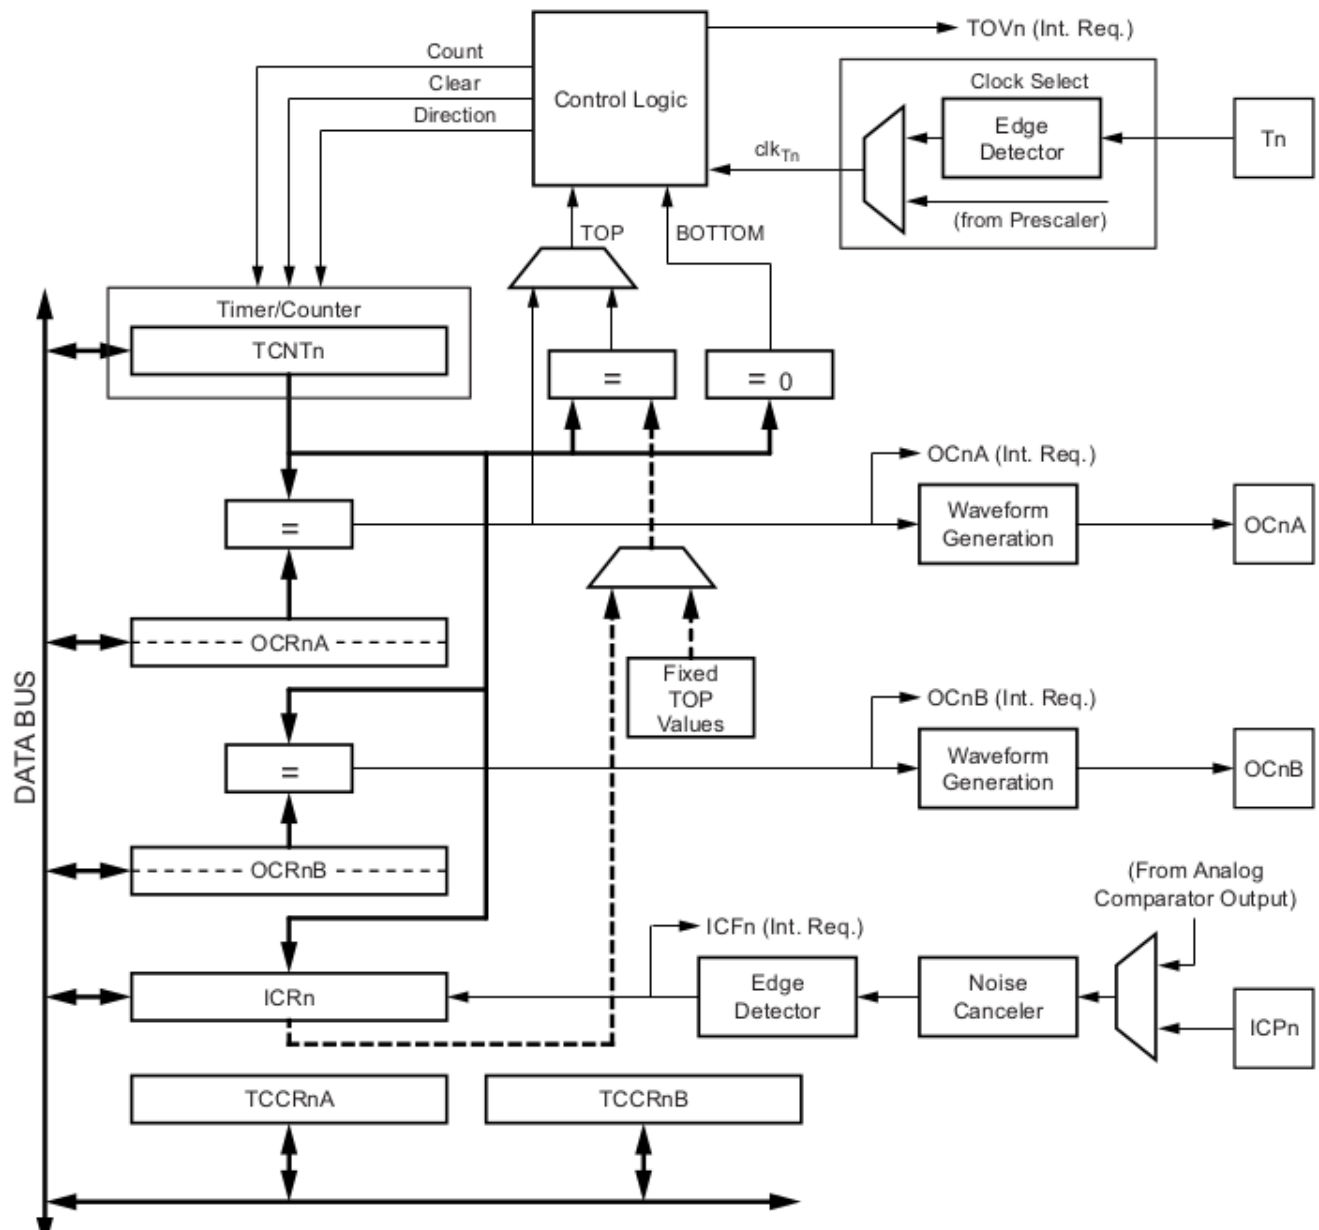 TOVn (Int. Req.)
Count
Clear
Direction
Control Logic
Clock Select
Edge
Detector
Tn
clkTn
(from Prescaler)
TOP
BOTTOM
Timer/Counter
TCNTn
=
= 0
OCnA (Int. Req.)
=
Waveform
Generation
OCnA
OCRnA
Fixed
TOP
Values
DATA BUS
OCnB (Int. Req.)
=
Waveform
Generation
OCnB
OCRnB
(From Analog
Comparator Output)
ICFn (Int. Req.)
ICRn
Edge
Detector
Noise
Canceler
ICPn
TCCRnA
TCCRnB